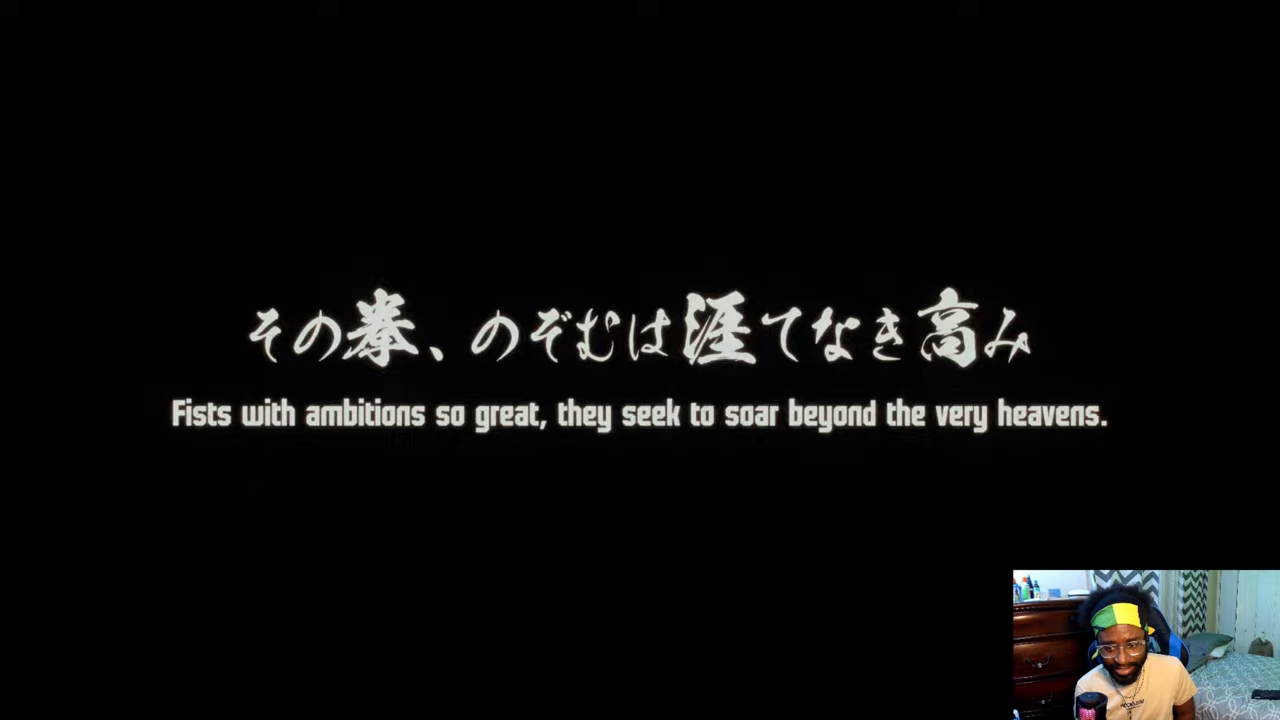 その拳、のぞむは涯てなき高み
Fists with ambitions so great, they seek to soar beyond the very heavens.